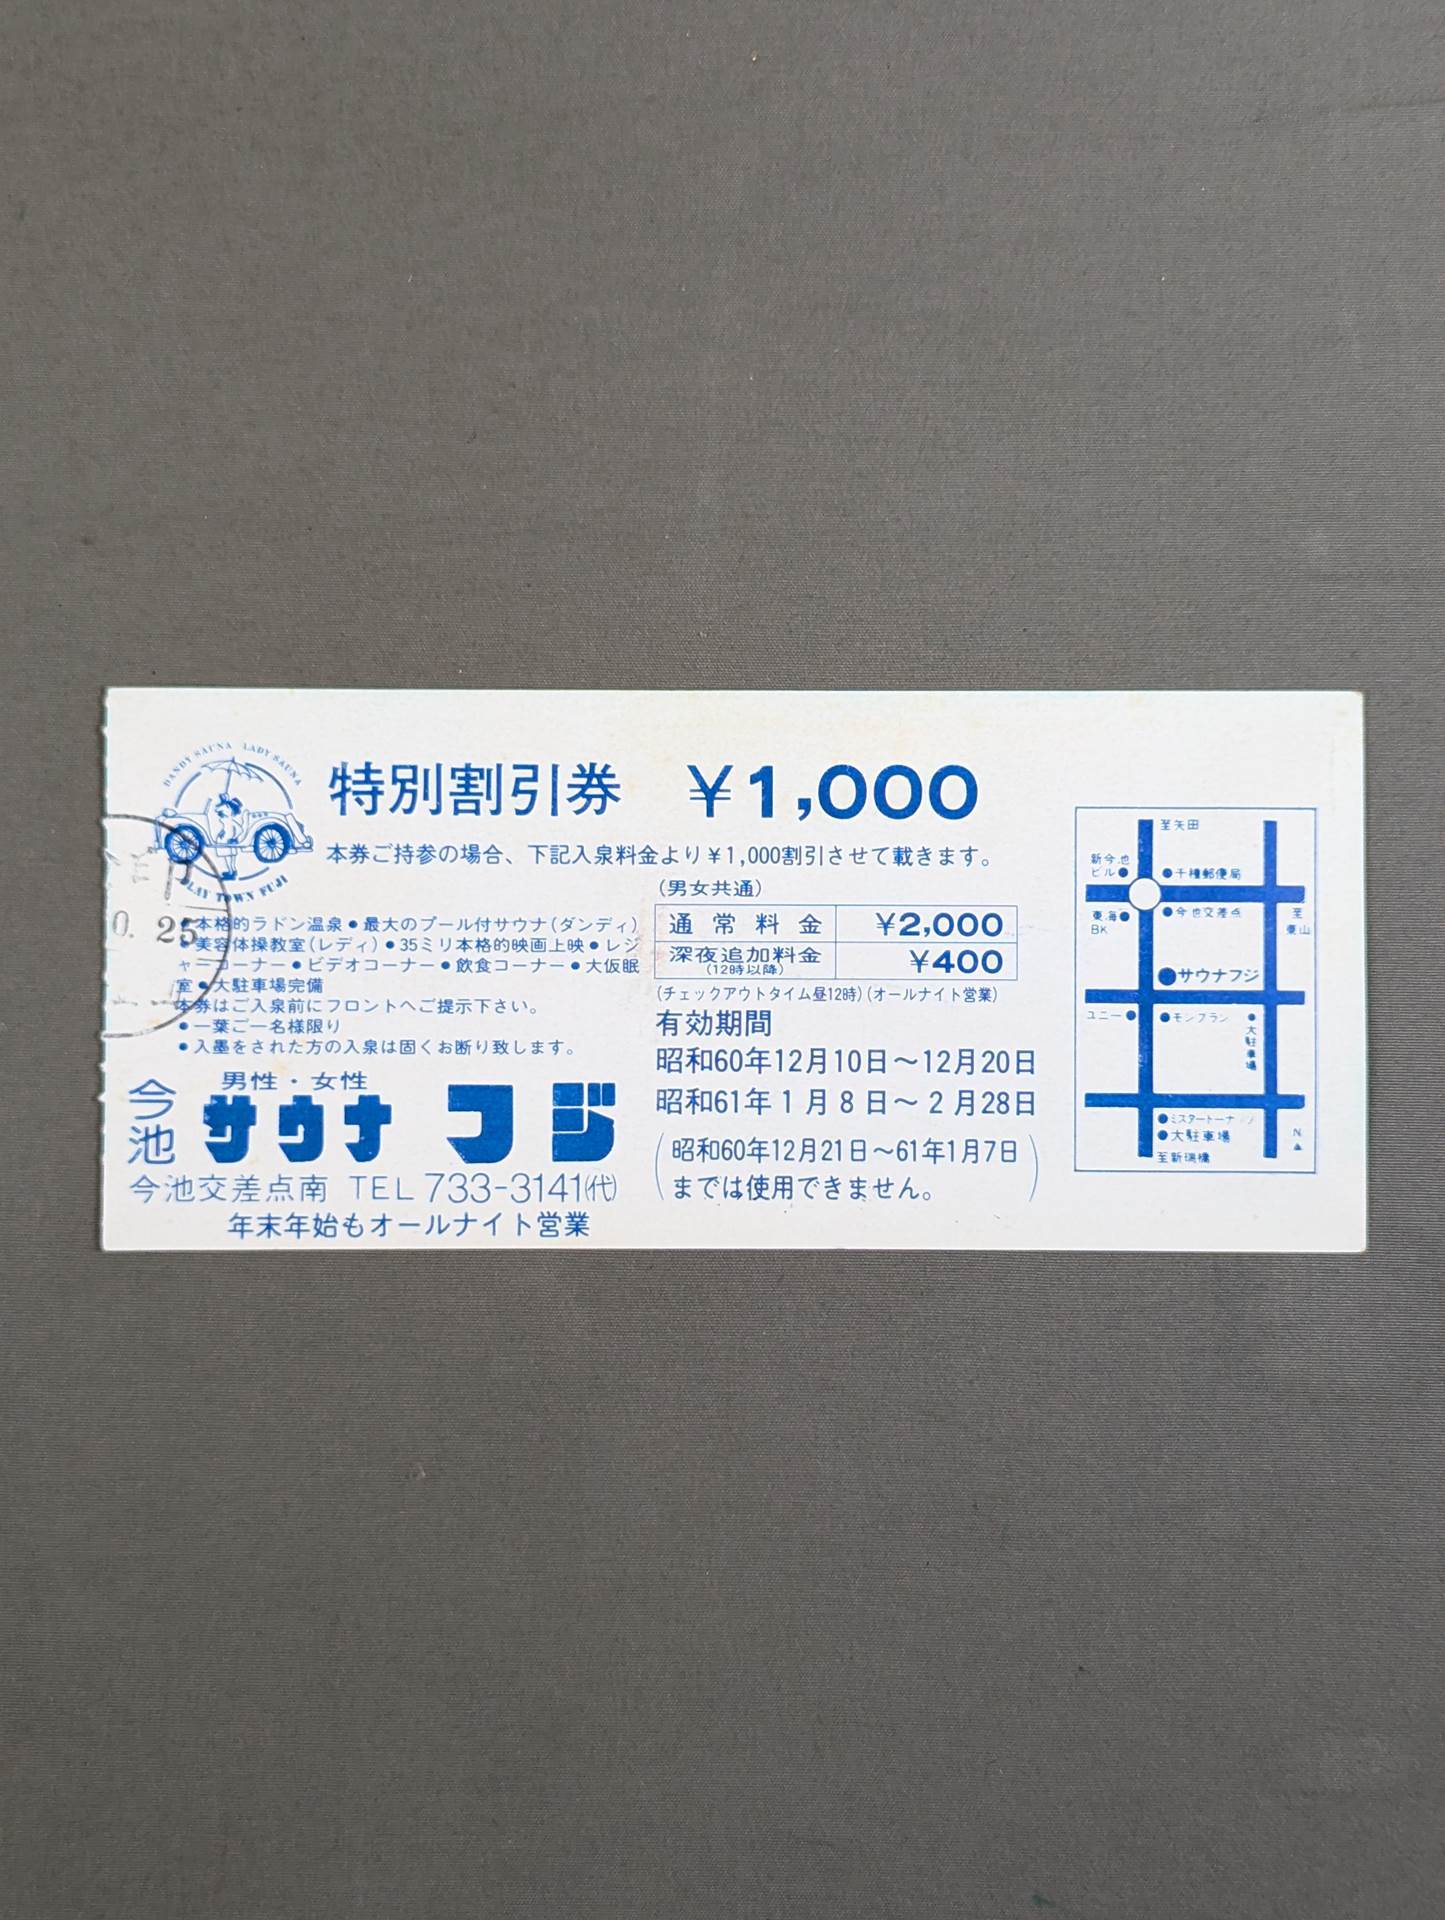 DANDY SAUNA LADY SAUNA
PLAY TOWN FUJI
特別割引券 ¥1,000
本券ご持参の場合、下記入泉料金より¥1,000割引させて戴きます。
(男女共通)
通常料金 ¥2,000
深夜追加料金 ¥400
(12時以降)
(チェックアウトタイム昼12時)(オールナイト営業)
有効期間
昭和60年12月10日～12月20日
昭和61年1月8日～2月28日
(昭和60年12月21日～61年1月7日
までは使用できません。)
●本格的ラドン温泉●最大のプール付サウナ(ダンディ)
●美容体操教室(レディ)●35ミリ本格的映画上映●レジ
ャーコーナー●ビデオコーナー●飲食コーナー●大仮眠
室●大駐車場完備
本券はご入泉前にフロントへご提示下さい。
●一葉ご一名様限り
●入墨をされた方の入泉は固くお断り致します。
男性・女性
今池 サウナ フジ
今池交差点南 TEL 733-3141㈹
年末年始もオールナイト営業
0. 25
至矢田
新今池
ビル●
●千種郵便局
東海●
BK
●今池交差点
至
東山
●サウナフジ
ユニー●
●モンブラン
●大駐車場
●ミスタードーナツ
●大駐車場
至新瑞橋
N